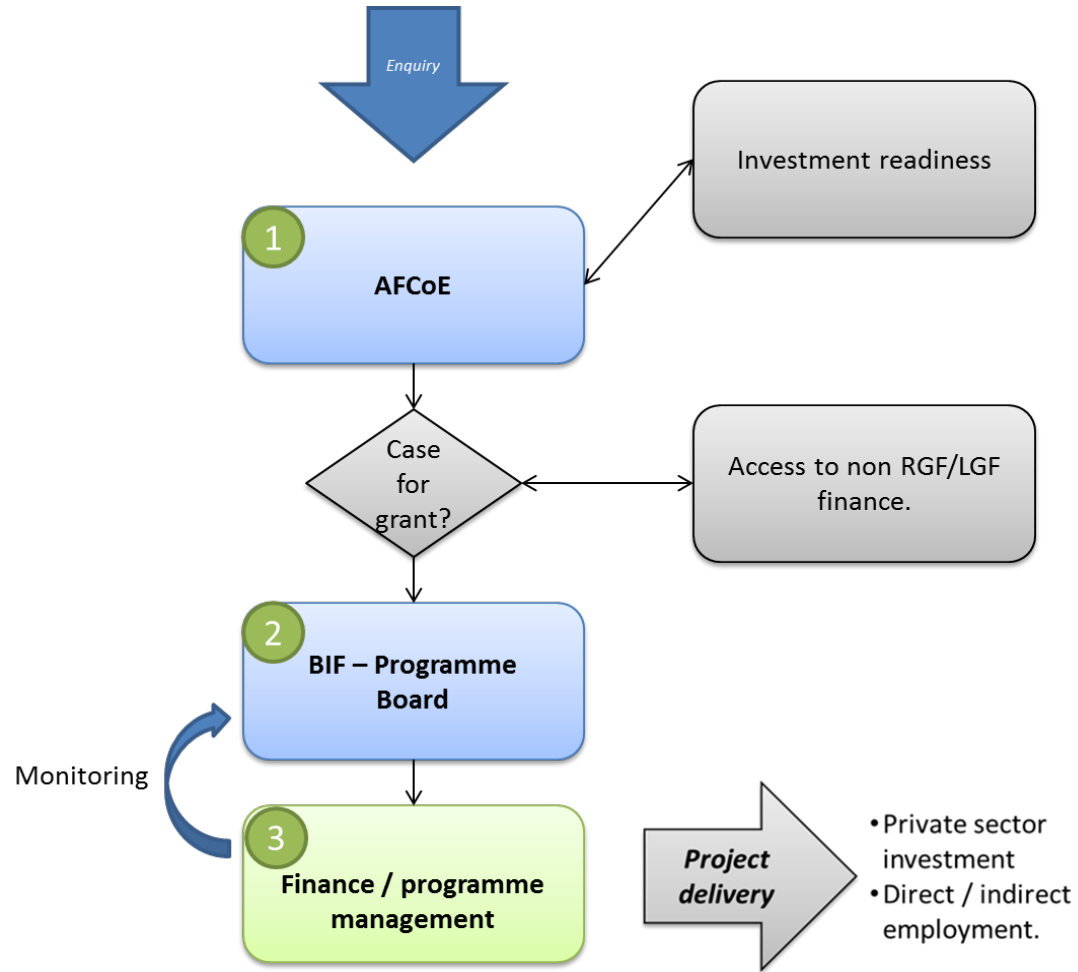 Enquiry
Investment readiness
1
AFCoE
Case
for
grant?
Access to non RGF/LGF
finance.
2
BIF – Programme
Board
Monitoring
3
Finance / programme
management
Project
delivery
•Private sector
investment
•Direct / indirect
employment.